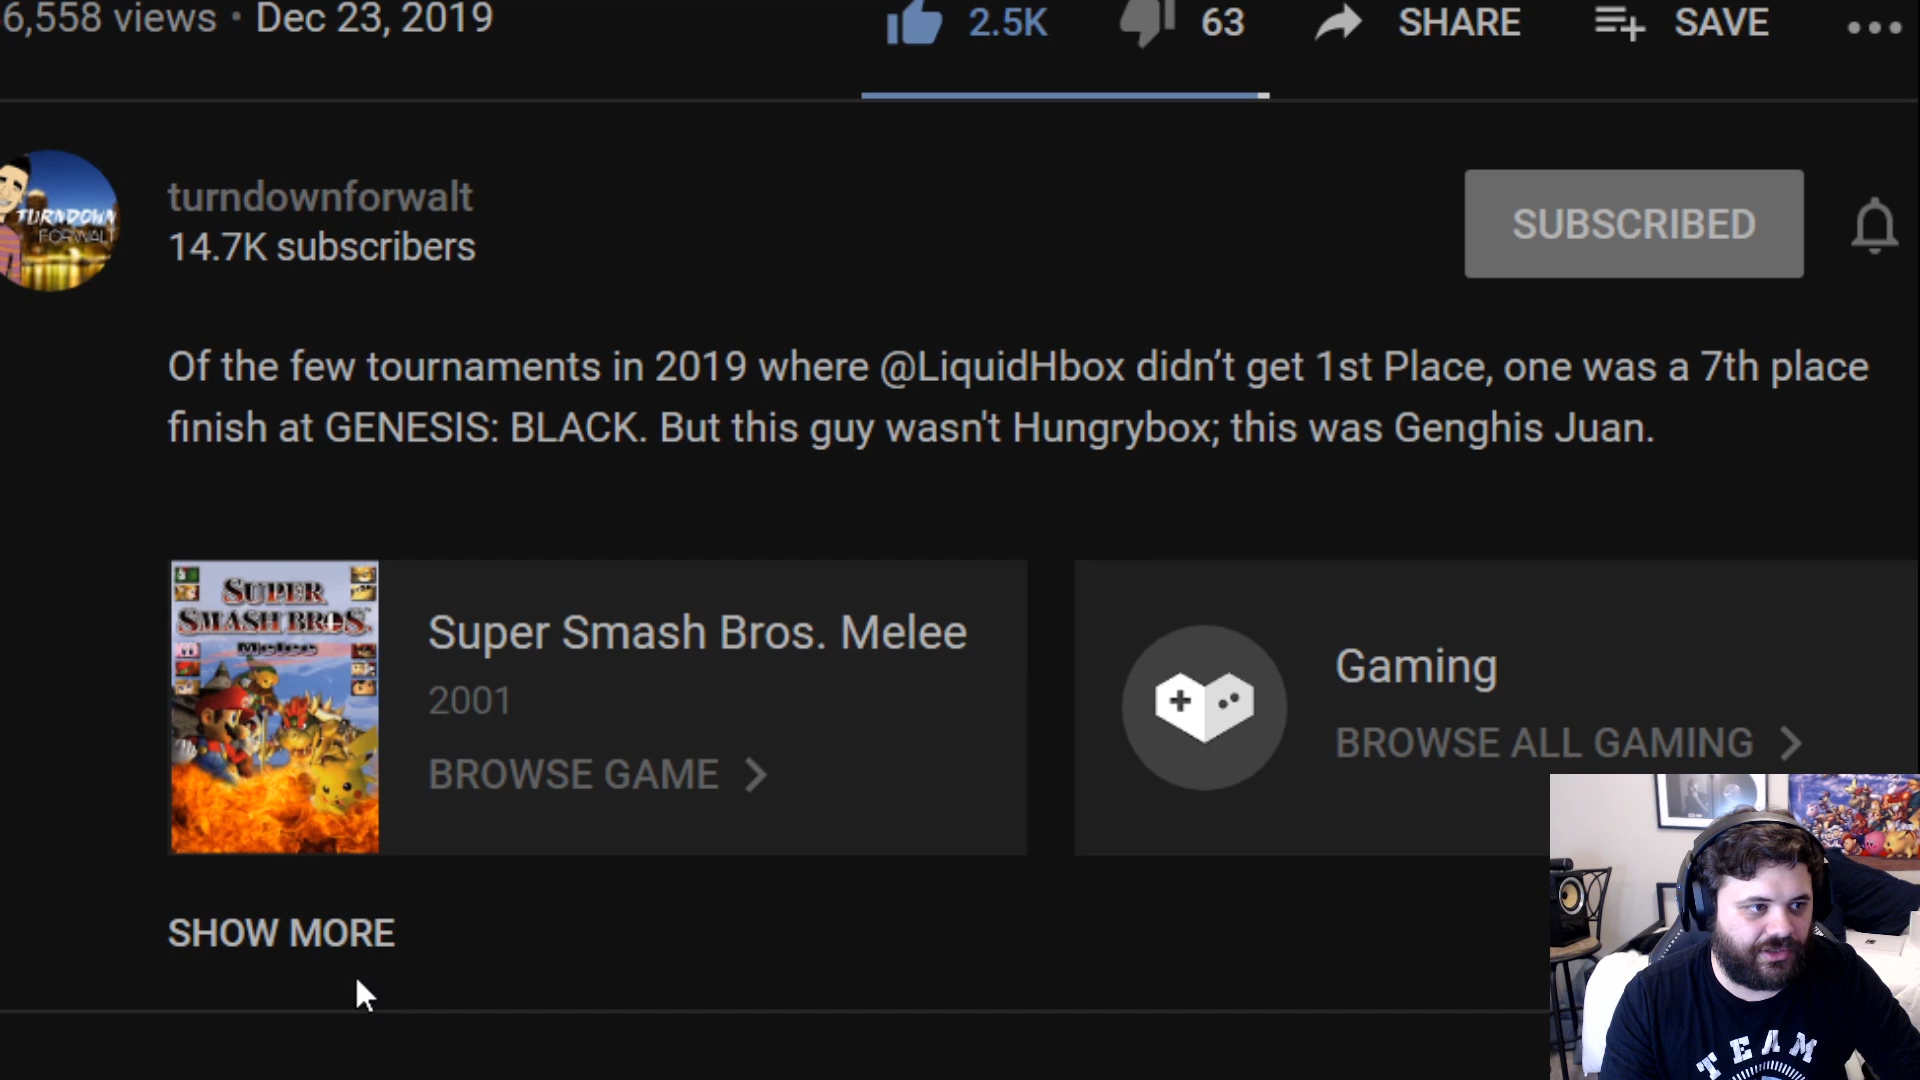 6,558 views • Dec 23, 2019
2.5K 63 SHARE SAVE
TURNDOWN
FORWALT
turndownforwalt
14.7K subscribers
SUBSCRIBED
Of the few tournaments in 2019 where @LiquidHbox didn’t get 1st Place, one was a 7th place
finish at GENESIS: BLACK. But this guy wasn't Hungrybox; this was Genghis Juan.
SUPER
SMASH BROS.
Melee
Super Smash Bros. Melee
2001
BROWSE GAME
Gaming
BROWSE ALL GAMING
SHOW MORE
TEAM